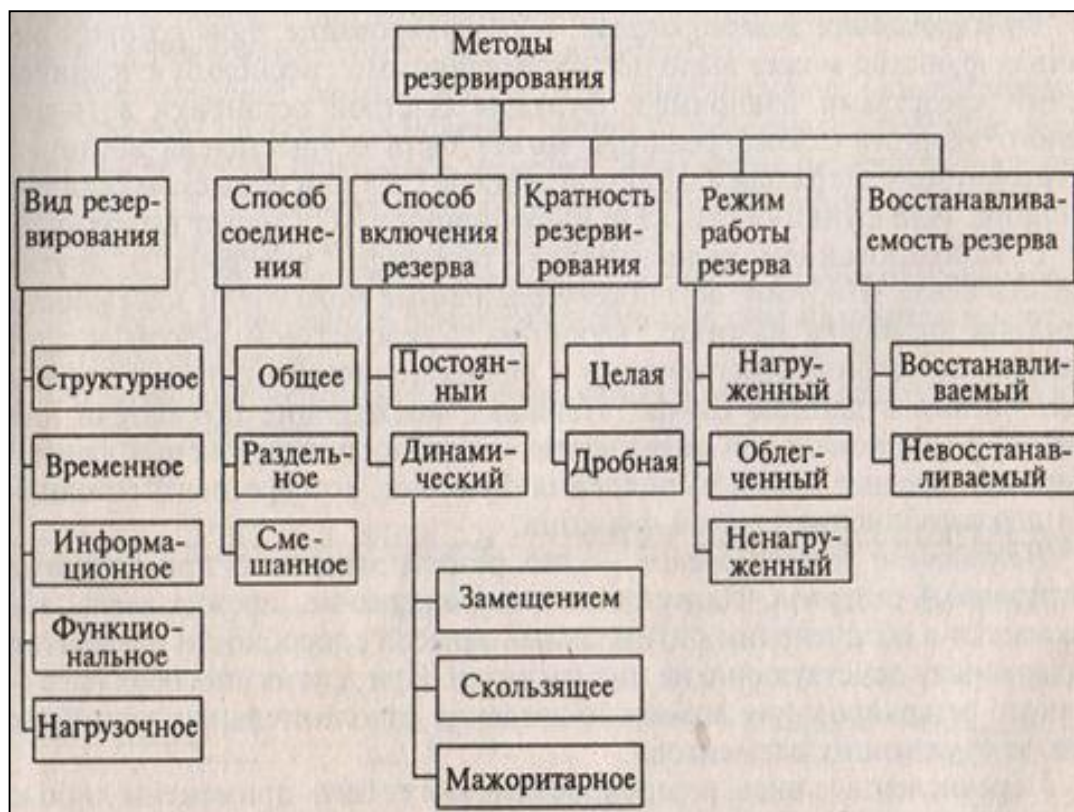 Методы
резервирования
Вид резер-
вирования
Способ
соедине-
ния
Способ
включения
резерва
Кратность
резерви-
рования
Режим
работы
резерва
Восстанавлива-
емость резерва
Структурное
Временное
Информа-
ционное
Функцио-
нальное
Нагрузочное
Общее
Раздель-
ное
Сме-
шанное
Постоян-
ный
Динами-
ческий
Замещением
Скользящее
Мажоритарное
Целая
Дробная
Нагру-
женный
Облег-
ченный
Ненагру-
женный
Восстанавли-
ваемый
Невосстанав-
ливаемый